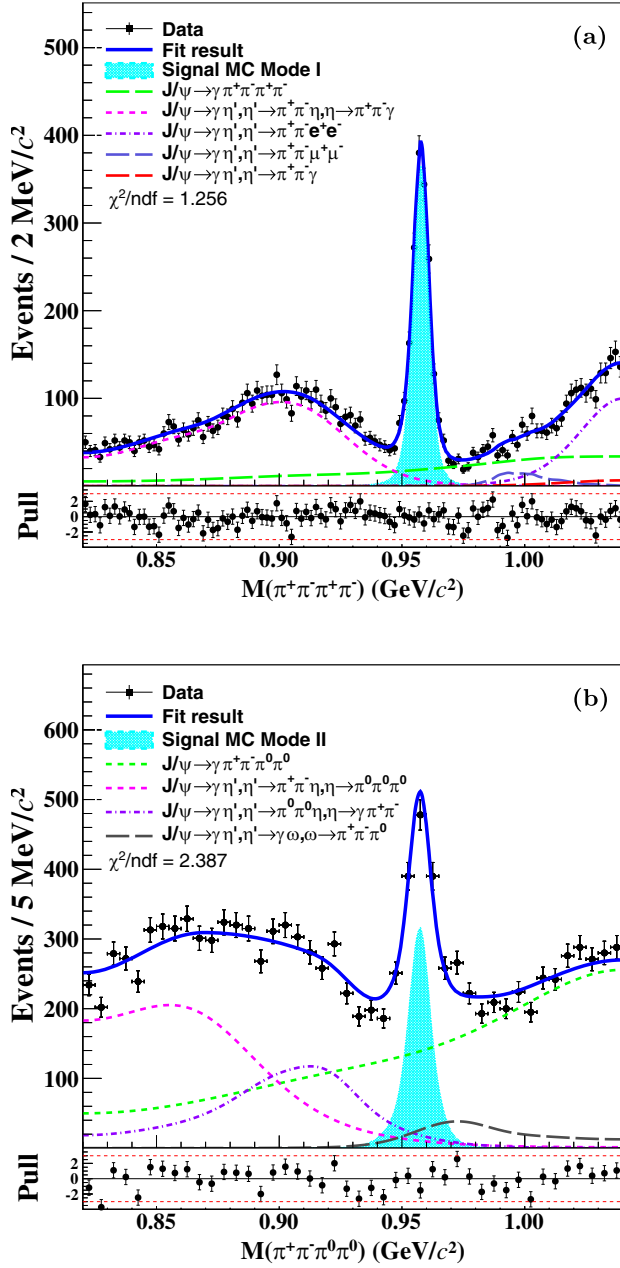 (a)
Data
Fit result
Signal MC Mode I
J/ψ→γπ⁺π⁻π⁺π⁻
J/ψ→γη',η'→π⁺π⁻η,η→π⁺π⁻γ
J/ψ→γη',η'→π⁺π⁻e⁺e⁻
J/ψ→γη',η'→π⁺π⁻μ⁺μ⁻
J/ψ→γη',η'→π⁺π⁻γ
χ²/ndf = 1.256
Events / 2 MeV/c²
500
400
300
200
100
Pull
2
0
-2
0.85 0.90 0.95 1.00
M(π⁺π⁻π⁺π⁻) (GeV/c²)
(b)
Data
Fit result
Signal MC Mode II
J/ψ→γπ⁺π⁻π⁰π⁰
J/ψ→γη',η'→π⁺π⁻η,η→π⁰π⁰π⁰
J/ψ→γη',η'→π⁰π⁰η,η→γπ⁺π⁻
J/ψ→γη',η'→γω,ω→π⁺π⁻π⁰
χ²/ndf = 2.387
Events / 5 MeV/c²
600
500
400
300
200
100
Pull
2
0
-2
0.85 0.90 0.95 1.00
M(π⁺π⁻π⁰π⁰) (GeV/c²)